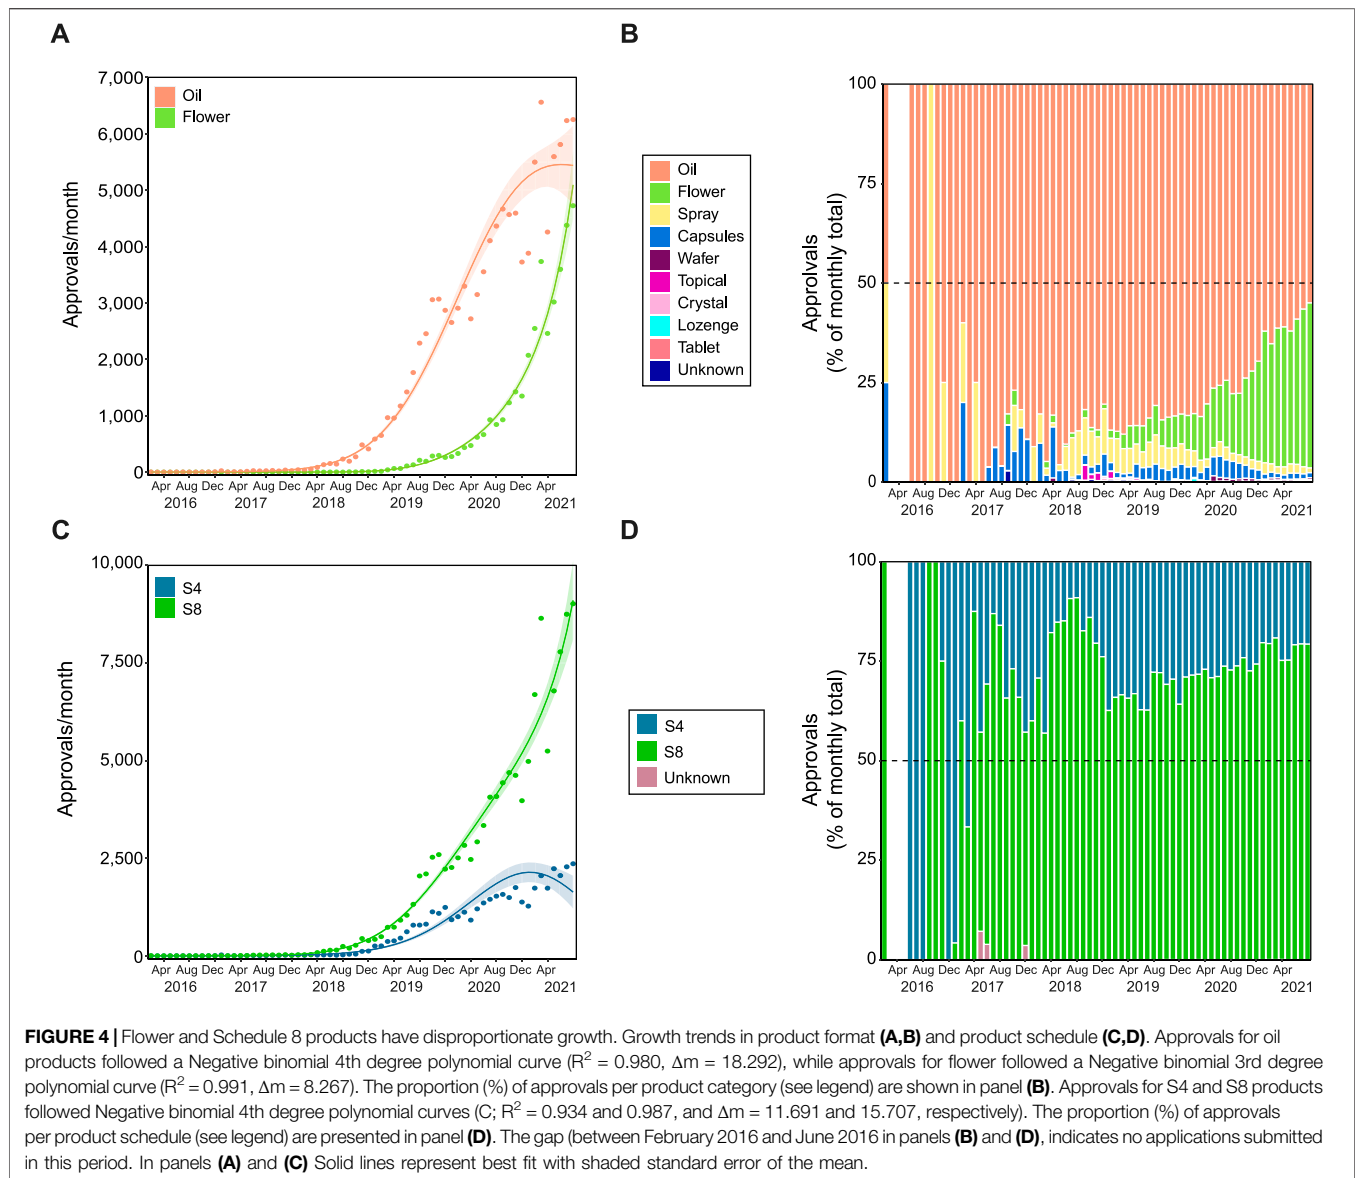 A
Approvals/month
7,000
6,000
5,000
4,000
3,000
2,000
1,000
0
Oil
Flower
Apr Aug Dec Apr Aug Dec Apr Aug Dec Apr Aug Dec Apr Aug Dec Apr
2016 2017 2018 2019 2020 2021
B
Oil
Flower
Spray
Capsules
Wafer
Topical
Crystal
Lozenge
Tablet
Unknown
Approlvals
(% of monthly total)
100
75
50
25
0
Apr Aug Dec Apr Aug Dec Apr Aug Dec Apr Aug Dec Apr Aug Dec Apr
2016 2017 2018 2019 2020 2021
C
Approvals/month
10,000
7,500
5,000
2,500
0
S4
S8
Apr Aug Dec Apr Aug Dec Apr Aug Dec Apr Aug Dec Apr Aug Dec Apr
2016 2017 2018 2019 2020 2021
D
S4
S8
Unknown
Approvals
(% of monthly total)
100
75
50
25
0
Apr Aug Dec Apr Aug Dec Apr Aug Dec Apr Aug Dec Apr Aug Dec Apr
2016 2017 2018 2019 2020 2021
FIGURE 4 | Flower and Schedule 8 products have disproportionate growth. Growth trends in product format (A,B) and product schedule (C,D). Approvals for oil
products followed a Negative binomial 4th degree polynomial curve (R² = 0.980, Δm = 18.292), while approvals for flower followed a Negative binomial 3rd degree
polynomial curve (R² = 0.991, Δm = 8.267). The proportion (%) of approvals per product category (see legend) are shown in panel (B). Approvals for S4 and S8 products
followed Negative binomial 4th degree polynomial curves (C; R² = 0.934 and 0.987, and Δm = 11.691 and 15.707, respectively). The proportion (%) of approvals
per product schedule (see legend) are presented in panel (D). The gap (between February 2016 and June 2016 in panels (B) and (D), indicates no applications submitted
in this period. In panels (A) and (C) Solid lines represent best fit with shaded standard error of the mean.